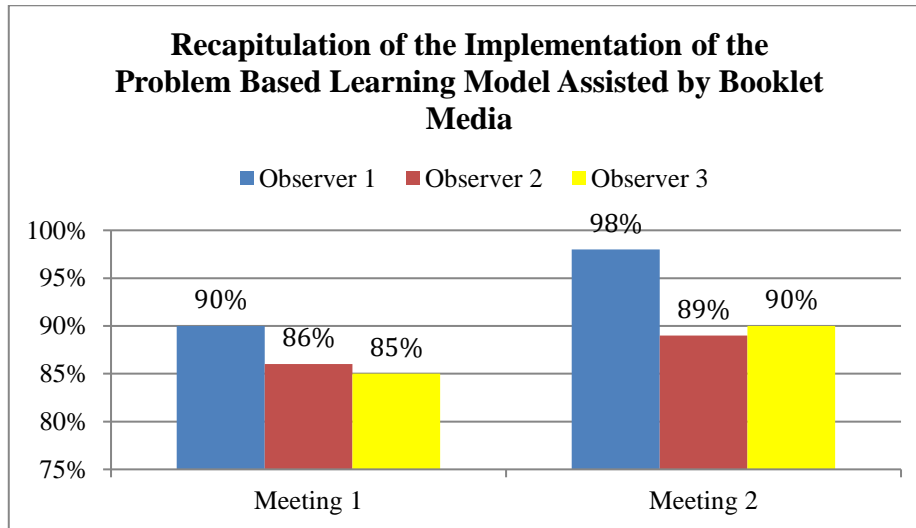 Recapitulation of the Implementation of the
Problem Based Learning Model Assisted by Booklet
Media
Observer 1 Observer 2 Observer 3
100%
95%
90%
85%
80%
75%
90%
86%
85%
98%
89%
90%
Meeting 1 Meeting 2